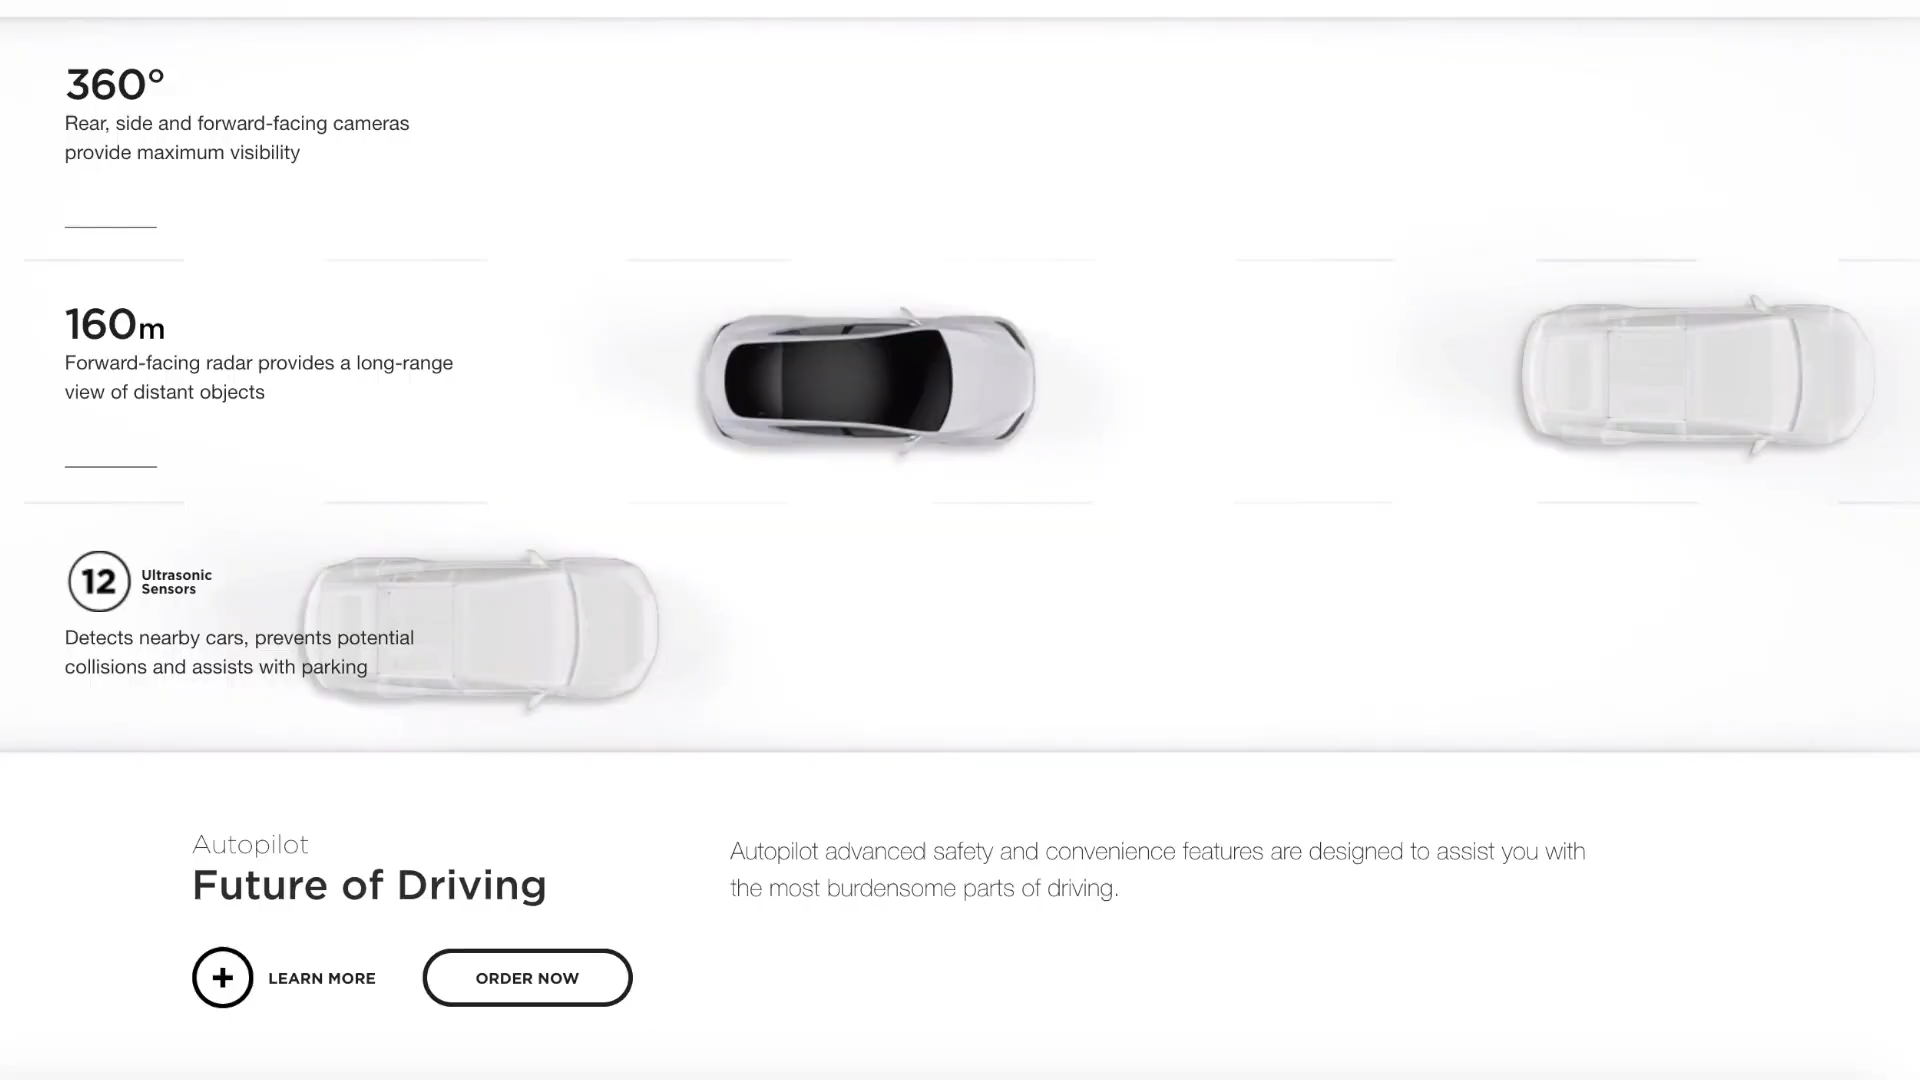 360°
Rear, side and forward-facing cameras
provide maximum visibility
160m
Forward-facing radar provides a long-range
view of distant objects
12 Ultrasonic
Sensors
Detects nearby cars, prevents potential
collisions and assists with parking
Autopilot
Future of Driving
Autopilot advanced safety and convenience features are designed to assist you with
the most burdensome parts of driving.
LEARN MORE
ORDER NOW